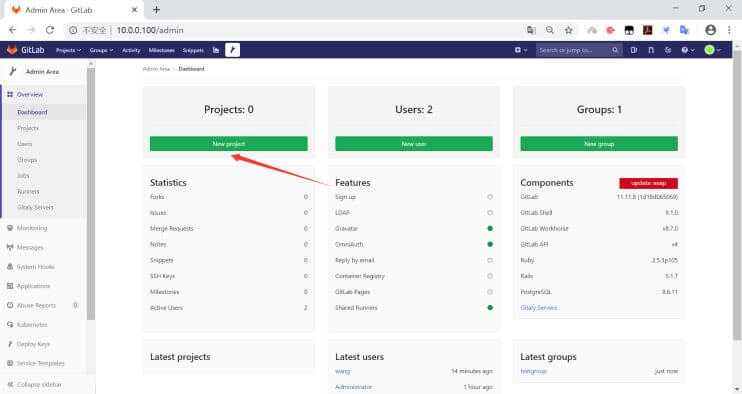 Admin Area · GitLab
不安全 10.0.0.100/admin
GitLab Projects Groups Activity Milestones Snippets Search or jump to...
Admin Area
Overview
Dashboard
Projects
Users
Groups
Jobs
Runners
Gitaly Servers
Monitoring
Messages
System Hooks
Applications
Abuse Reports 0
Kubernetes
Deploy Keys
Service Templates
Collapse sidebar
Admin Area > Dashboard
Projects: 0
New project
Users: 2
New user
Groups: 1
New group
Statistics
Forks 0
Issues 0
Merge Requests 0
Notes 0
Snippets 0
SSH Keys 0
Milestones 0
Active Users 2
Features
Sign up
LDAP
Gravatar
OmniAuth
Reply by email
Container Registry
GitLab Pages
Shared Runners
Components update asap
GitLab 11.11.8 (1d18d065069)
GitLab Shell 9.1.0
GitLab Workhorse v8.7.0
GitLab API v4
Ruby 2.5.3p105
Rails 5.1.7
PostgreSQL 9.6.11
Gitaly Servers
Latest projects
Latest users
wang 14 minutes ago
Administrator 1 hour ago
Latest groups
testgroup just now